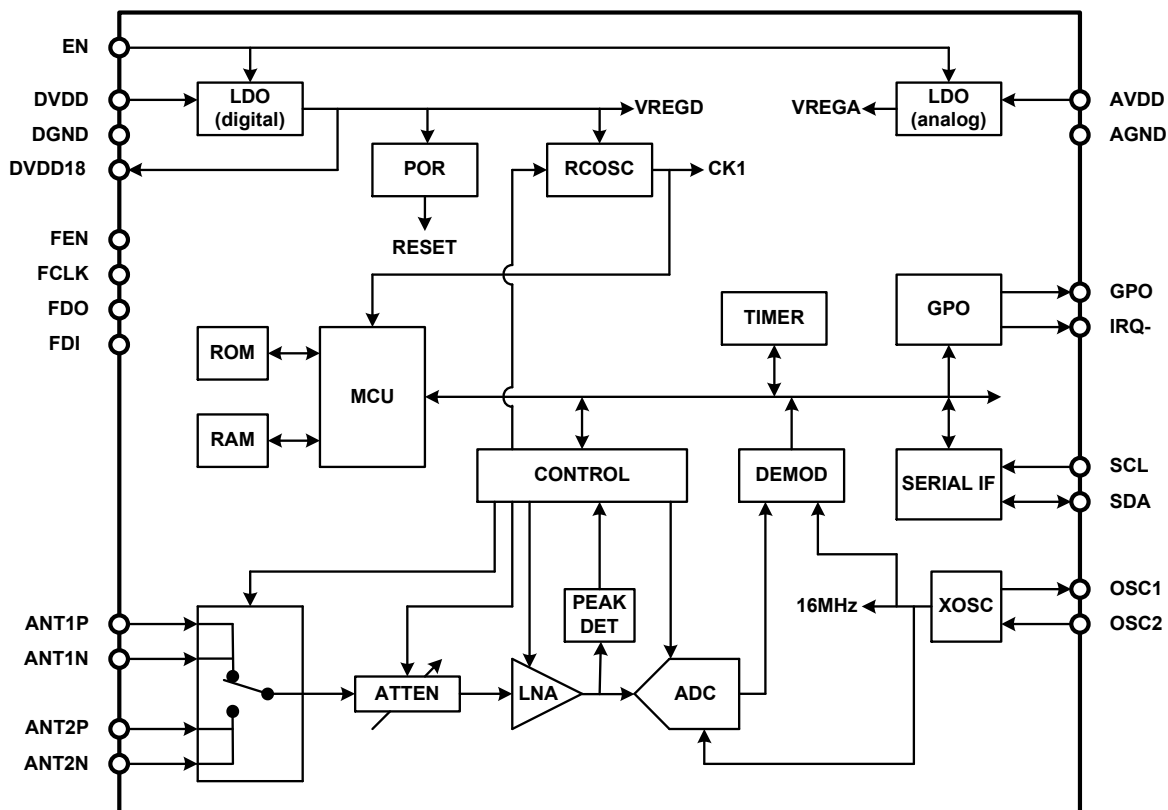 EN
DVDD
DGND
DVDD18
LDO
(digital)
VREGD
VREGA
LDO
(analog)
AVDD
AGND
POR
RCOSC
CK1
RESET
FEN
FCLK
FDO
FDI
ROM
RAM
MCU
TIMER
GPO
GPO
IRQ-
CONTROL
DEMOD
SERIAL IF
SCL
SDA
PEAK
DET
16MHz
XOSC
OSC1
OSC2
ANT1P
ANT1N
ANT2P
ANT2N
ATTEN
LNA
ADC